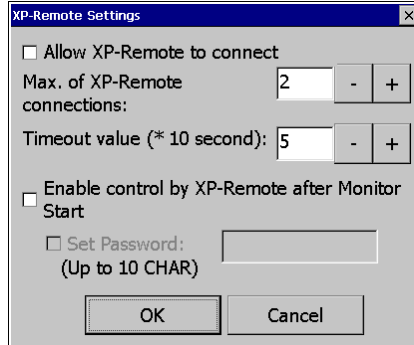 XP-Remote Settings
Allow XP-Remote to connect
Max. of XP-Remote
connections:
2 - +
Timeout value (* 10 second): 5 - +
Enable control by XP-Remote after Monitor
Start
Set Password:
(Up to 10 CHAR)
OK Cancel